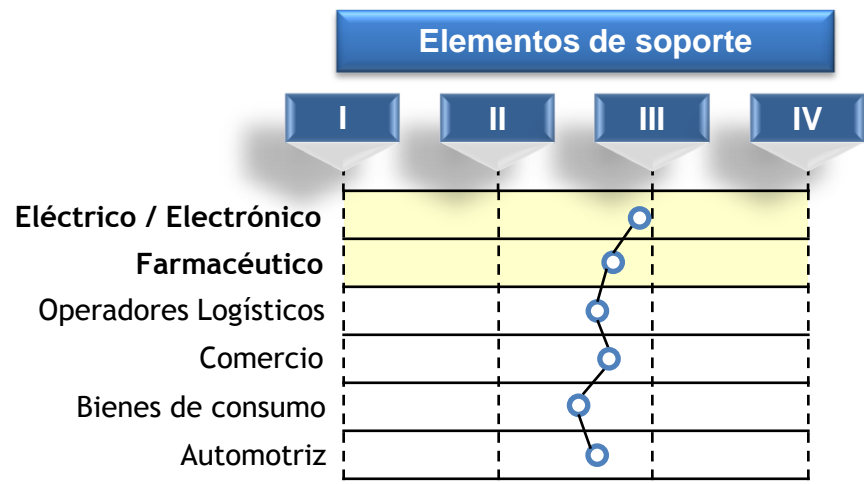 Elementos de soporte
I II III IV
Eléctrico / Electrónico
Farmacéutico
Operadores Logísticos
Comercio
Bienes de consumo
Automotriz